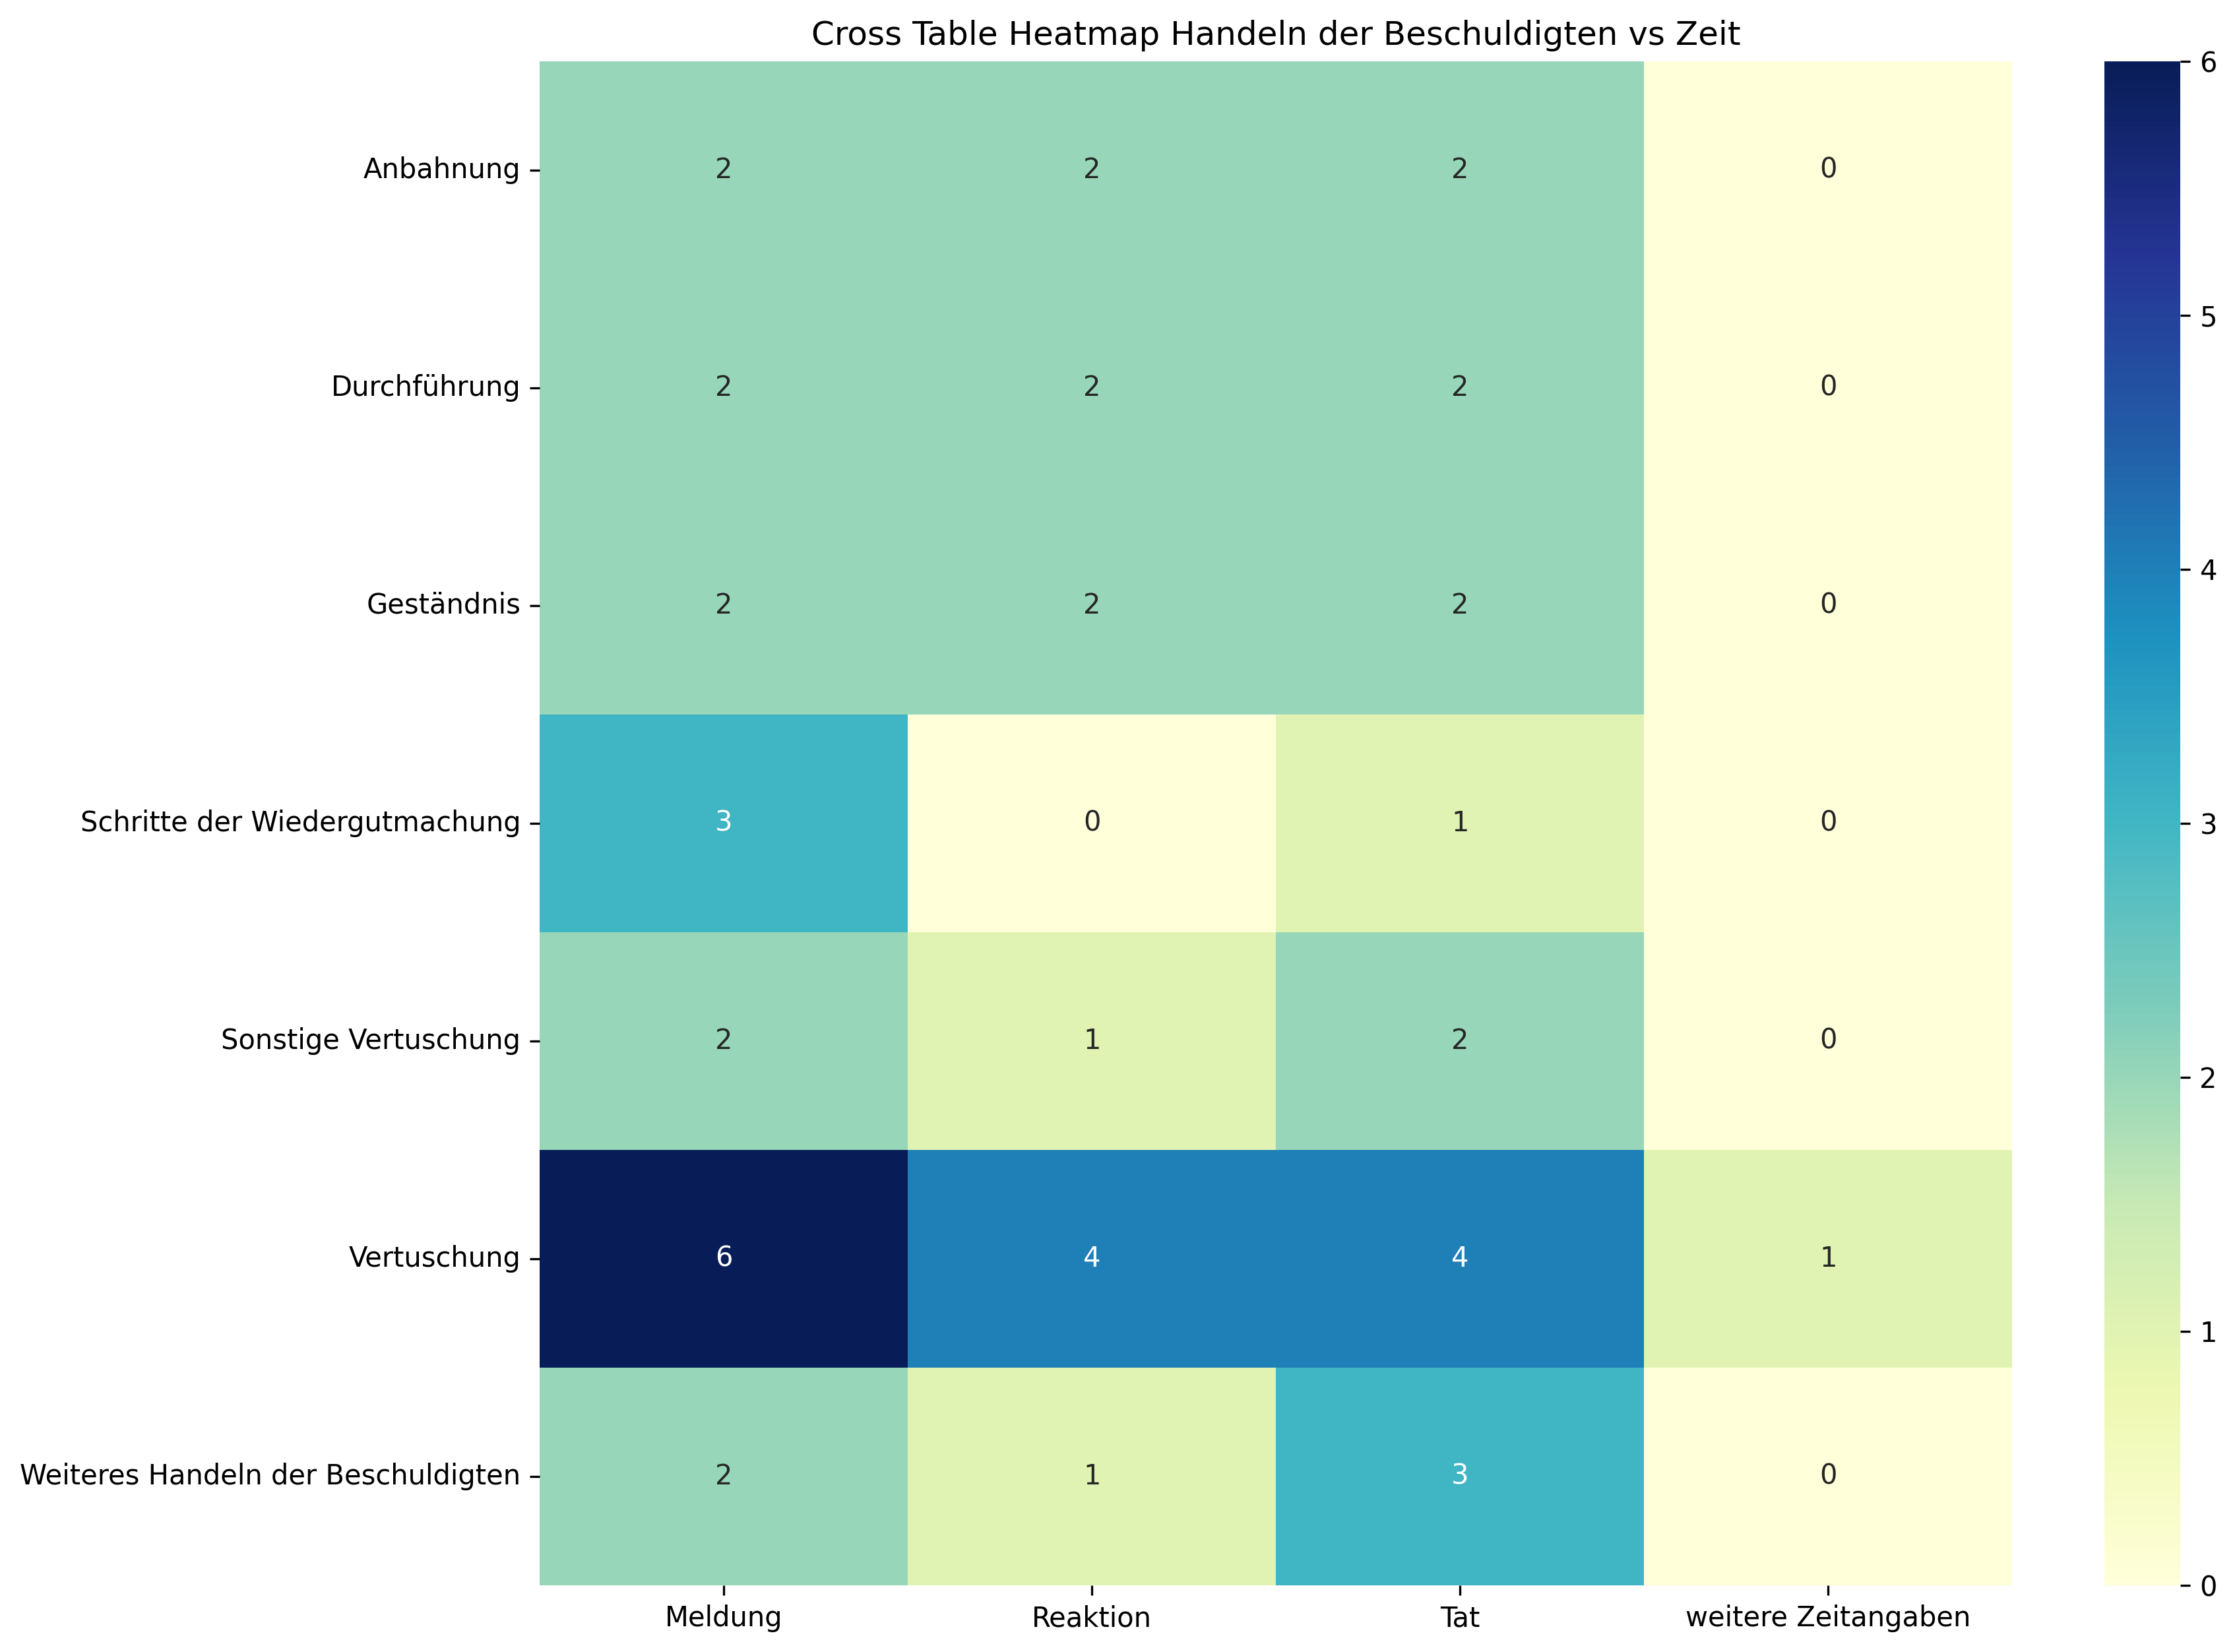 Cross Table Heatmap Handeln der Beschuldigten vs Zeit
Anbahnung 2 2 2 0
Durchführung 2 2 2 0
Geständnis 2 2 2 0
Schritte der Wiedergutmachung 3 0 1 0
Sonstige Vertuschung 2 1 2 0
Vertuschung 6 4 4 1
Weiteres Handeln der Beschuldigten 2 1 3 0
Meldung Reaktion Tat weitere Zeitangaben
6
5
4
3
2
1
0